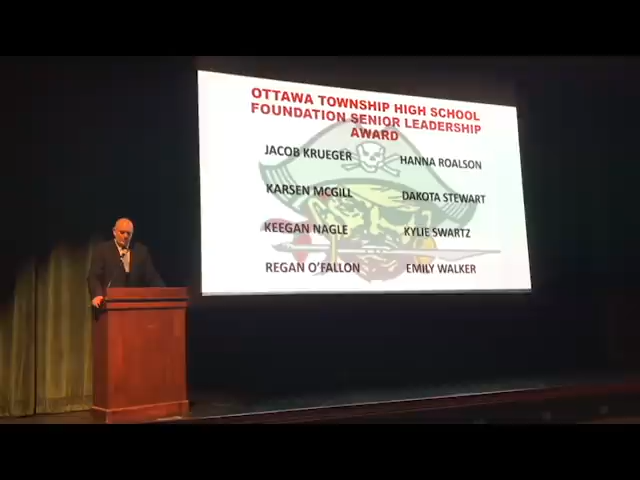 OTTAWA TOWNSHIP HIGH SCHOOL
FOUNDATION SENIOR LEADERSHIP
AWARD
JACOB KRUEGER HANNA ROALSON
KARSEN MCGILL DAKOTA STEWART
KEEGAN NAGLE KYLIE SWARTZ
REGAN O'FALLON EMILY WALKER